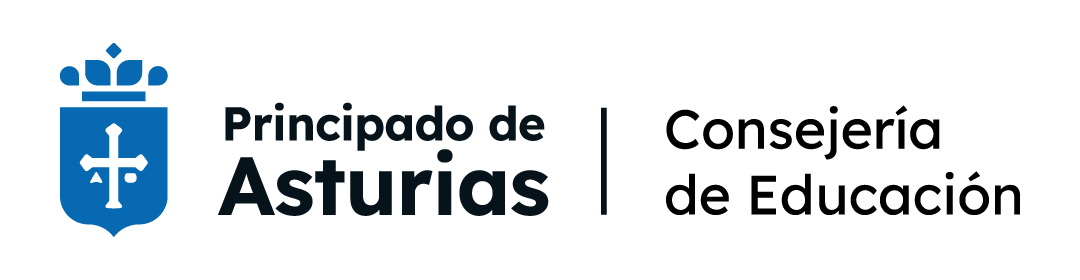 Principado de
Asturias
Consejería
de Educación